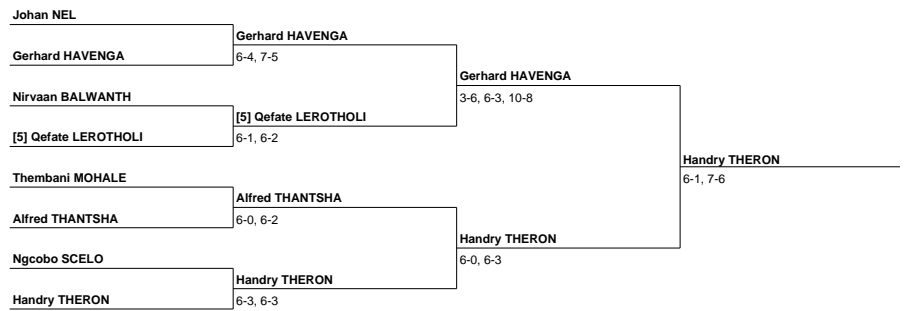 Johan NEL
Gerhard HAVENGA
Gerhard HAVENGA
6-4, 7-5
Gerhard HAVENGA
Nirvaan BALWANTH
3-6, 6-3, 10-8
[5] Qefate LEROTHOLI
[5] Qefate LEROTHOLI
6-1, 6-2
Handry THERON
Thembani MOHALE
6-1, 7-6
Alfred THANTSHA
Alfred THANTSHA
6-0, 6-2
Handry THERON
Ngcobo SCELO
6-0, 6-3
Handry THERON
Handry THERON
6-3, 6-3